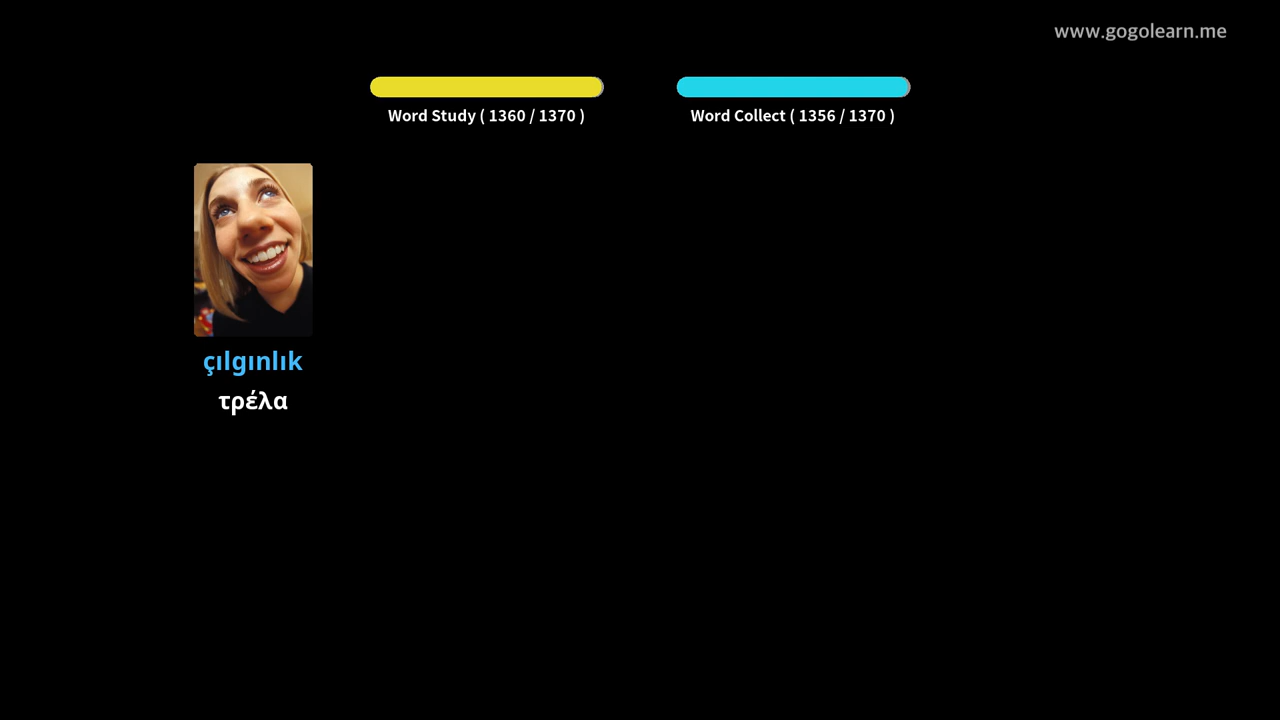 www.gogolearn.me
Word Study ( 1360 / 1370 )
Word Collect ( 1356 / 1370 )
çılgınlık
τρέλα